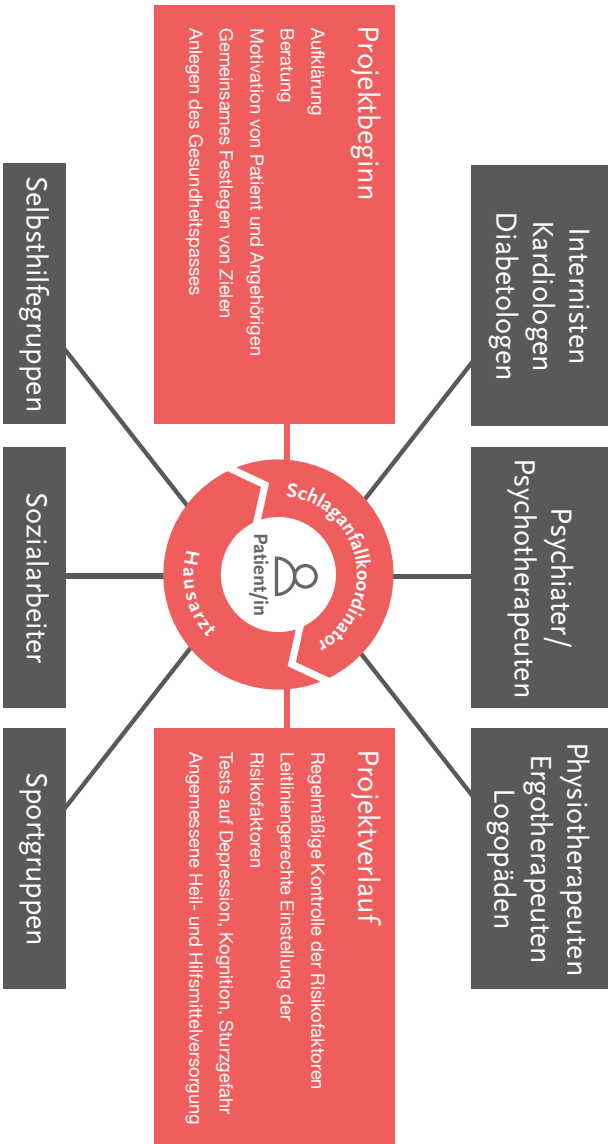 Internisten
Kardiologen
Diabetologen
Psychiater/
Psychotherapeuten
Physiotherapeuten
Ergotherapeuten
Logopäden
Projektbeginn
Aufklärung
Beratung
Motivation von Patient und Angehörigen
Gemeinsames Festlegen von Zielen
Anlegen des Gesundheitspasses
Schlaganfallkoordinator
Patient/in
Hausarzt
Projektverlauf
Regelmäßige Kontrolle der Risikofaktoren
Leitliniengerechte Einstellung der
Risikofaktoren
Tests auf Depression, Kognition, Sturzgefahr
Angemessene Heil- und Hilfsmittelversorgung
Selbsthilfegruppen
Sozialarbeiter
Sportgruppen